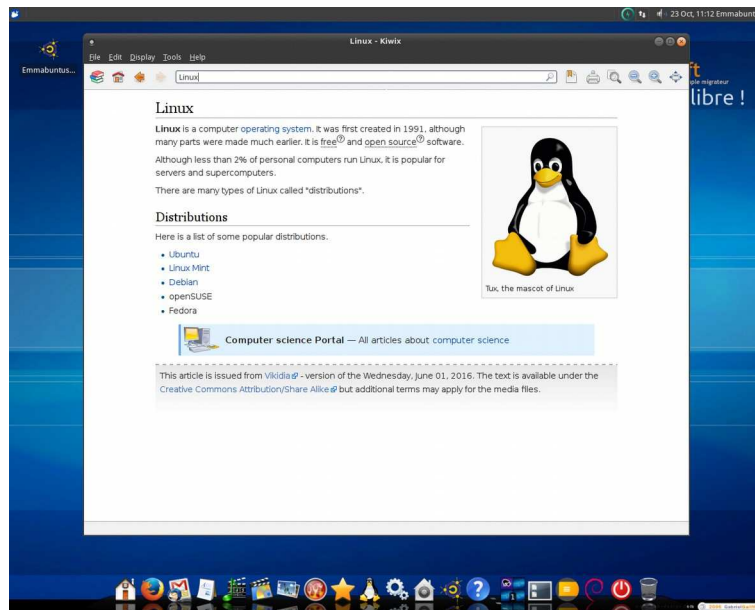 23 Oct, 11:12 Emmabunt
Linux - Kiwix
File Edit Display Tools Help
Emmabuntus...
Linux
ft
ple migrateur
libre !
Linux
Linux is a computer operating system. It was first created in 1991, although
many parts were made much earlier. It is free? and open source? software.
Although less than 2% of personal computers run Linux, it is popular for
servers and supercomputers.
There are many types of Linux called "distributions".
Tux, the mascot of Linux
Distributions
Here is a list of some popular distributions.
Ubuntu
Linux Mint
Debian
openSUSE
Fedora
Computer science Portal — All articles about computer science
This article is issued from Vikidia - version of the Wednesday, June 01, 2016. The text is available under the
Creative Commons Attribution/Share Alike but additional terms may apply for the media files.